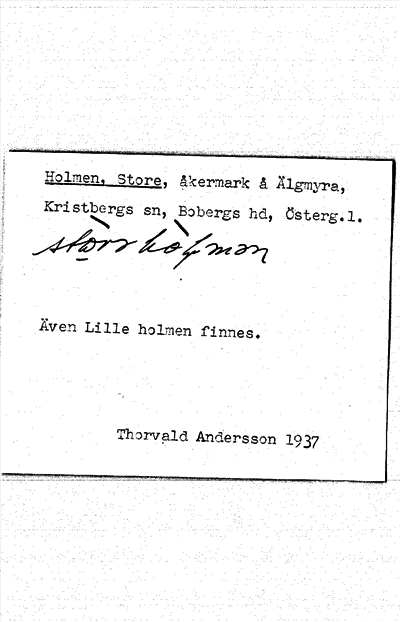 Holmen, Store, åkermark å Älgmyra,
Kristbergs sn, Bobergs hd, Österg.l.
Även Lille holmen finnes.
Thorvald Andersson 1937